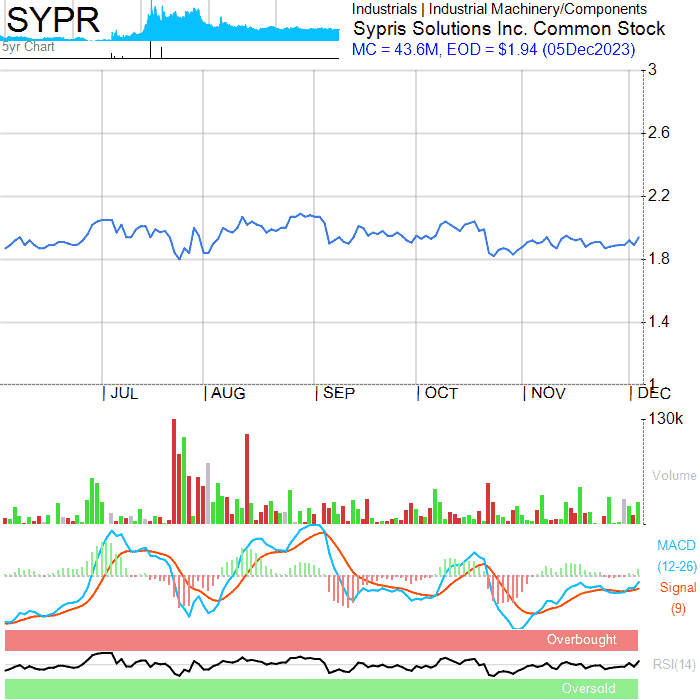 SYPR
5yr Chart
Industrials | Industrial Machinery/Components
Sypris Solutions Inc. Common Stock
MC = 43.6M, EOD = $1.94 (05Dec2023)
3
2.6
2.2
1.8
1.4
1
| JUL | AUG | SEP | OCT | NOV | DEC
130k
Volume
MACD
(12-26)
Signal
(9)
Overbought
RSI(14)
Oversold